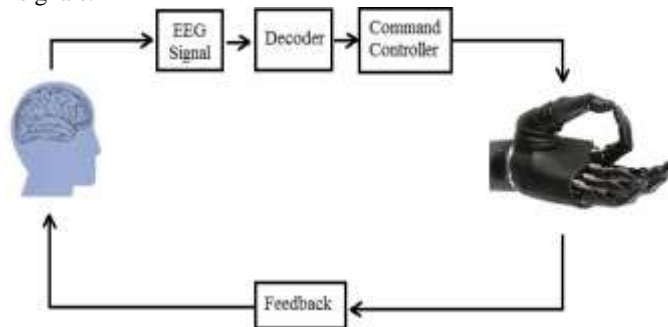 EEG
Signal
Decoder
Command
Controller
Feedback